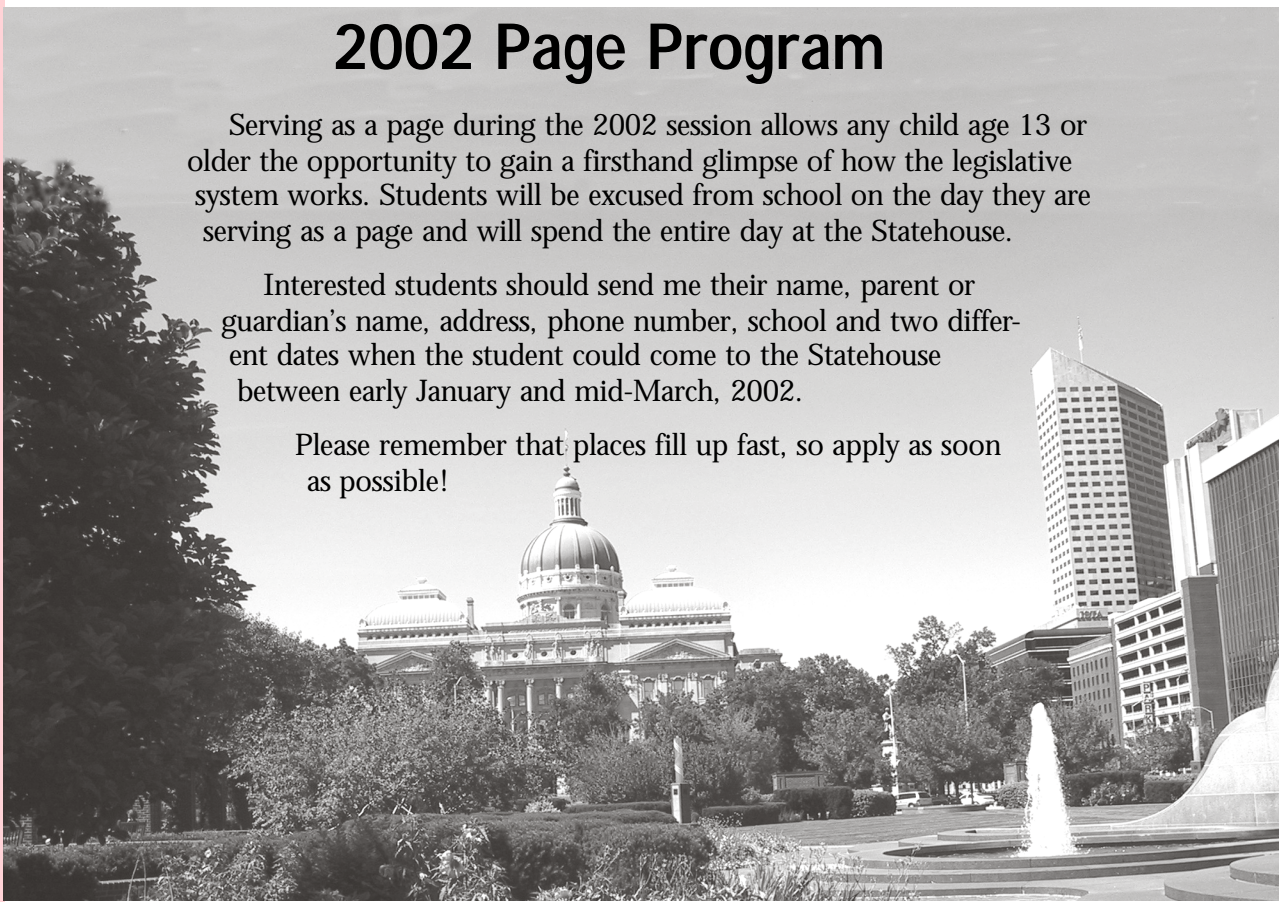 2002 Page Program
Serving as a page during the 2002 session allows any child age 13 or
older the opportunity to gain a firsthand glimpse of how the legislative
system works. Students will be excused from school on the day they are
serving as a page and will spend the entire day at the Statehouse.
Interested students should send me their name, parent or
guardian's name, address, phone number, school and two differ-
ent dates when the student could come to the Statehouse
between early January and mid-March, 2002.
Please remember that places fill up fast, so apply as soon
as possible!